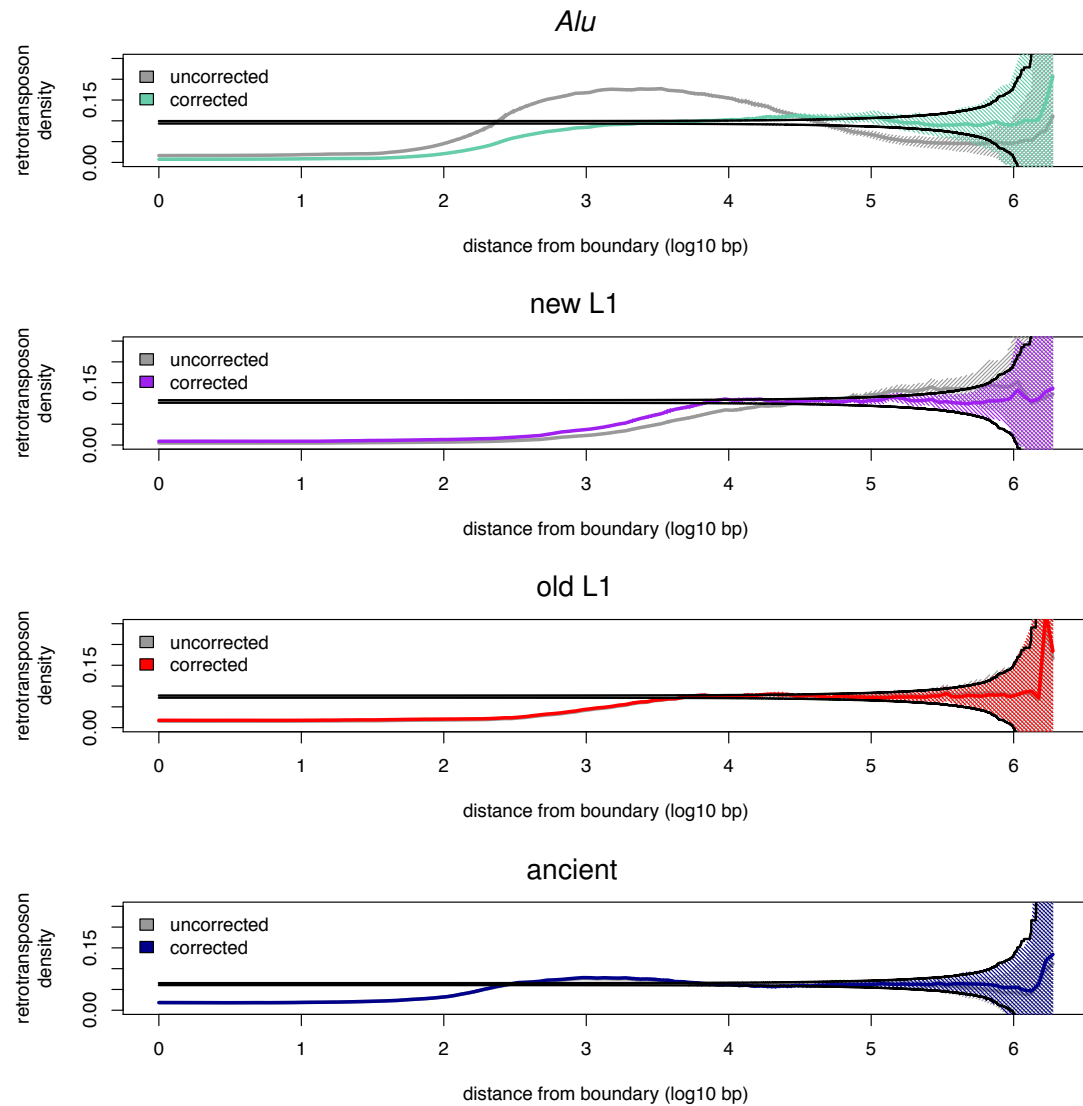 Alu
retrotransposon
density
0.00
0.15
uncorrected
corrected
0 1 2 3 4 5 6
distance from boundary (log10 bp)
new L1
retrotransposon
density
0.00
0.15
uncorrected
corrected
0 1 2 3 4 5 6
distance from boundary (log10 bp)
old L1
retrotransposon
density
0.00
0.15
uncorrected
corrected
0 1 2 3 4 5 6
distance from boundary (log10 bp)
ancient
retrotransposon
density
0.00
0.15
uncorrected
corrected
0 1 2 3 4 5 6
distance from boundary (log10 bp)